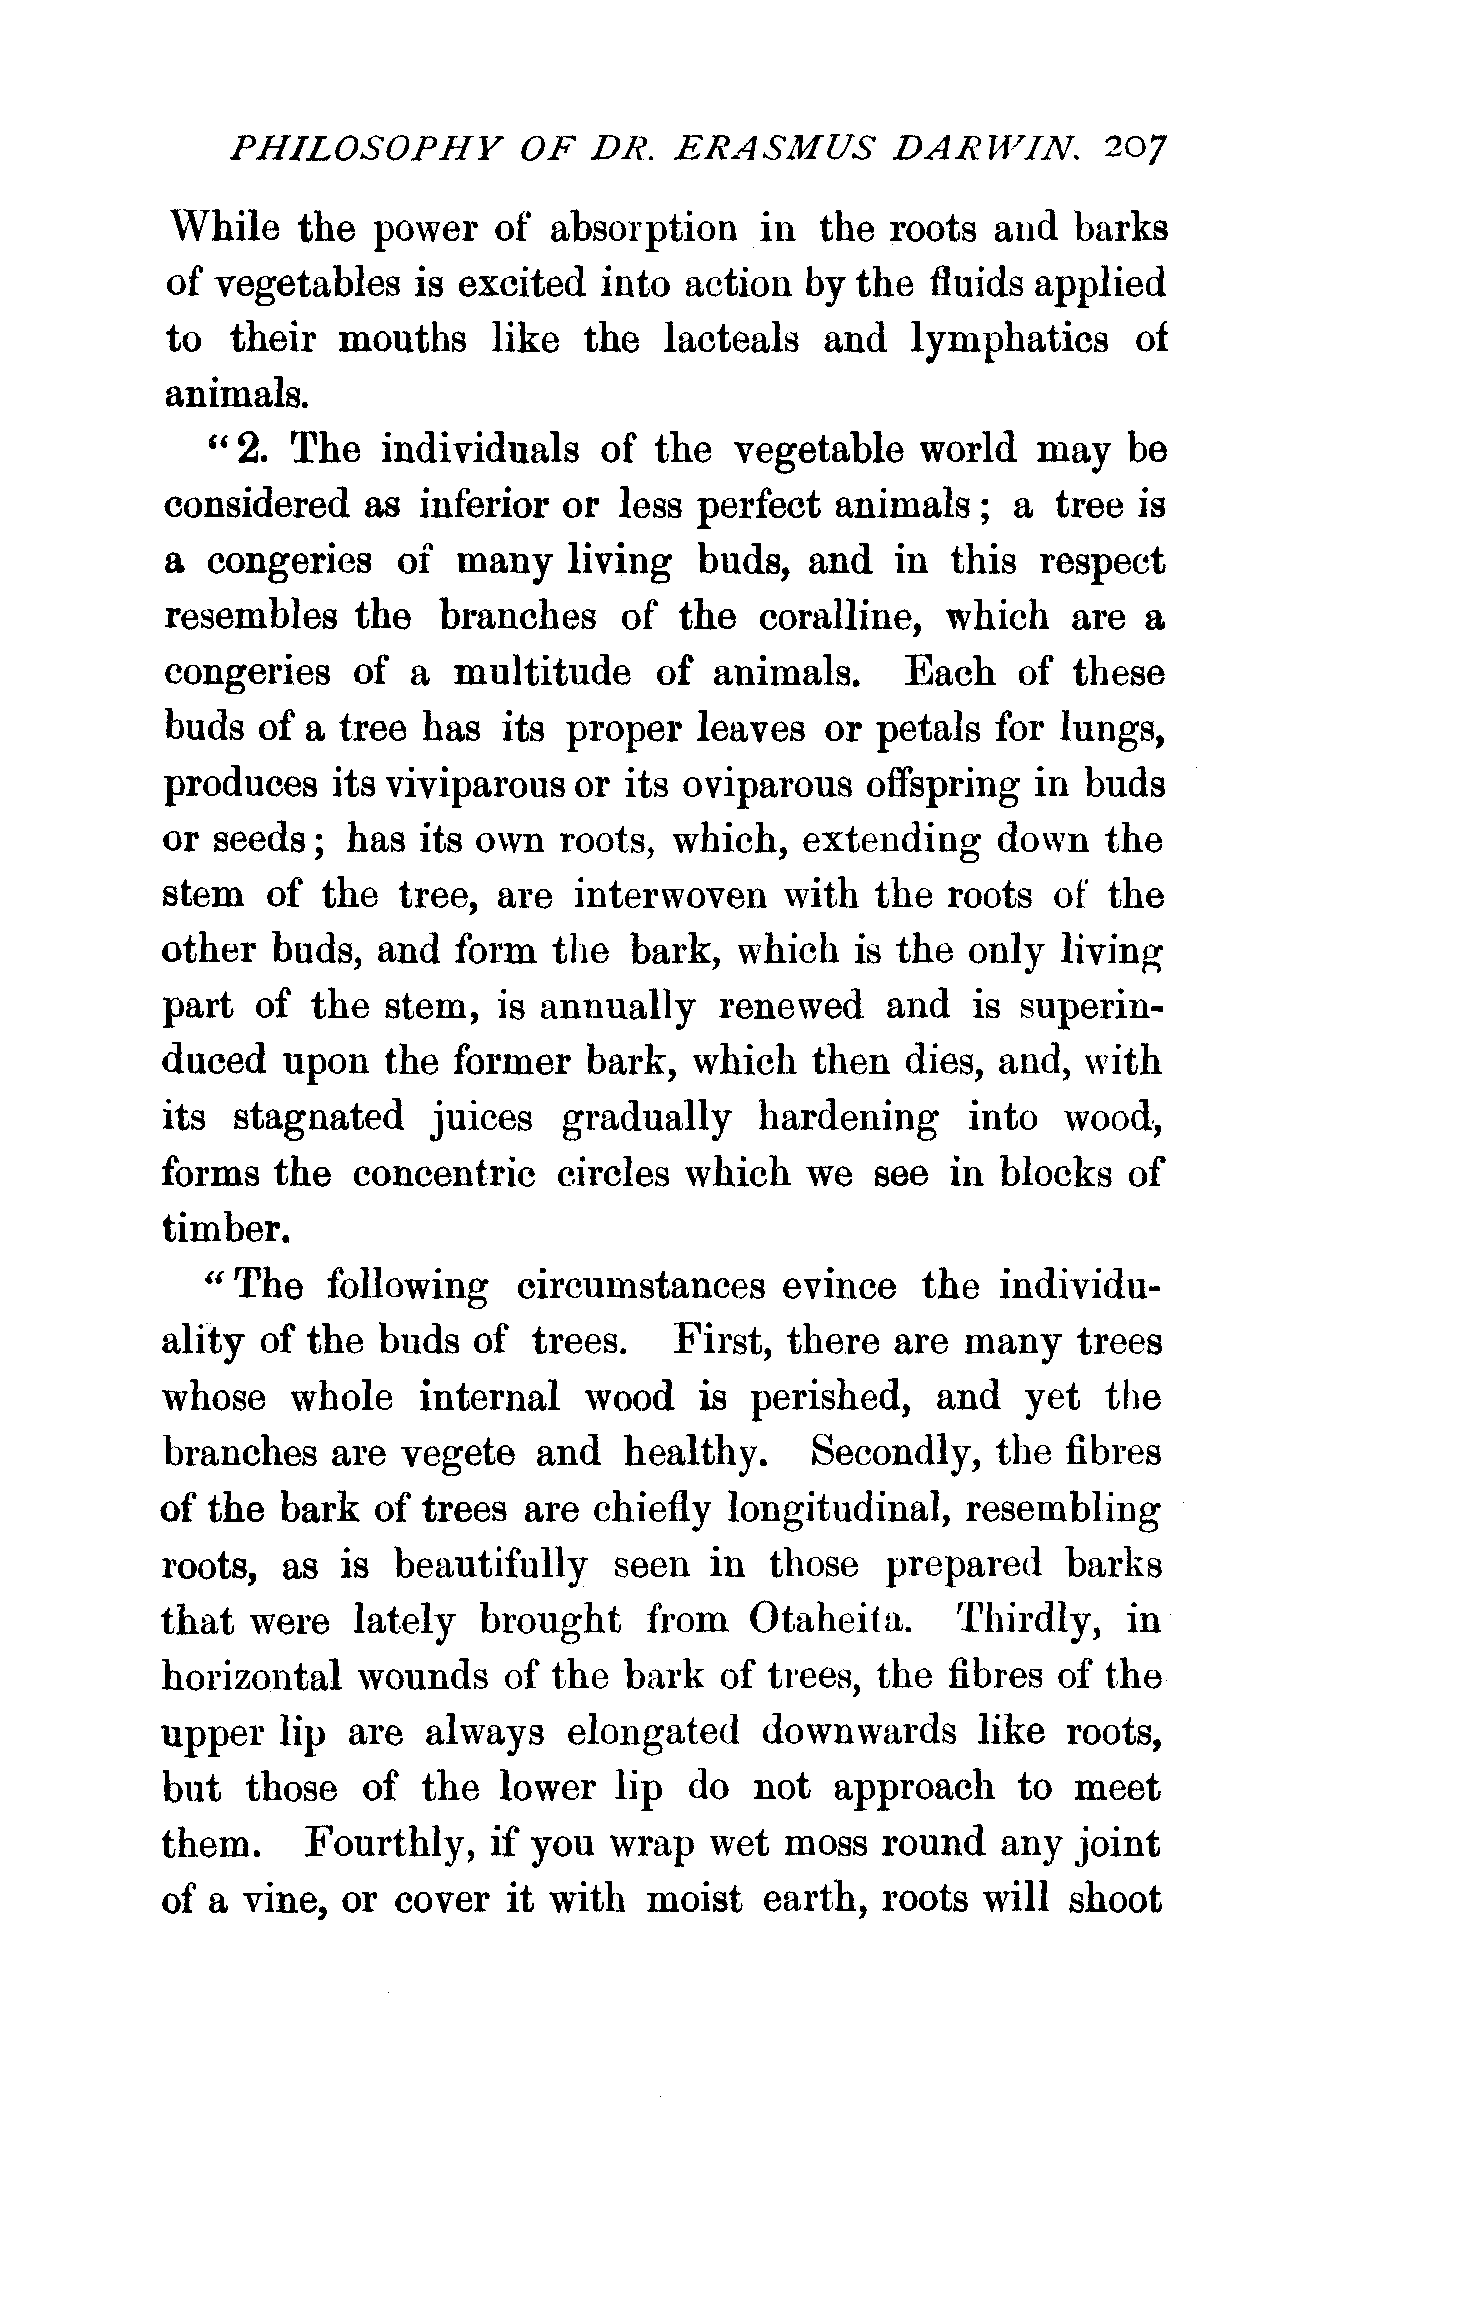 PHILOSOPHY OF DR. ERASMUS DARWIN. 207
While the power of absorption in the roots and barks
of vegetables is excited into action by the fluids applied
to their mouths like the lacteals and lymphatics of
animals.
“2. The individuals of the vegetable world may be
considered as inferior or less perfect animals; a tree is
a congeries of many living buds, and in this respect
resembles the branches of the coralline, which are a
congeries of a multitude of animals. Each of these
buds of a tree has its proper leaves or petals for lungs,
produces its viviparous or its oviparous offspring in buds
or seeds; has its own roots, which, extending down the
stem of the tree, are interwoven with the roots of the
other buds, and form the bark, which is the only living
part of the stem, is annually renewed and is superin-
duced upon the former bark, which then dies, and, with
its stagnated juices gradually hardening into wood,
forms the concentric circles which we see in blocks of
timber.
“The following circumstances evince the individu-
ality of the buds of trees. First, there are many trees
whose whole internal wood is perished, and yet the
branches are vegete and healthy. Secondly, the fibres
of the bark of trees are chiefly longitudinal, resembling
roots, as is beautifully seen in those prepared barks
that were lately brought from Otaheita. Thirdly, in
horizontal wounds of the bark of trees, the fibres of the
upper lip are always elongated downwards like roots,
but those of the lower lip do not approach to meet
them. Fourthly, if you wrap wet moss round any joint
of a vine, or cover it with moist earth, roots will shoot